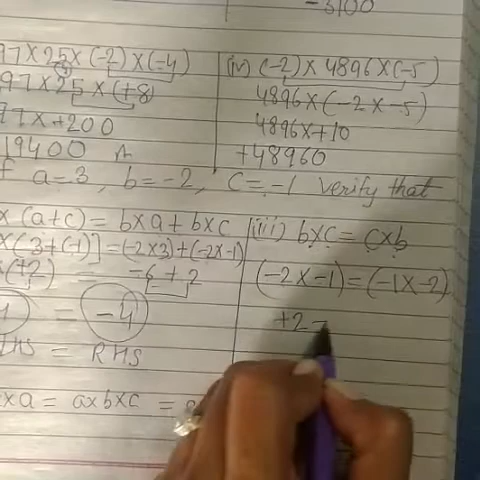 -3100
97×25×(-2)×(-4)
97×25×(+8)
97×+200
19400 A
(iv) (-2)×4896×(-5)
4896×(-2×-5)
4896×+10
+48960
If a=3, b=-2, c=-1 verify that
×(a+c)=b×a+b×c
×(3+(-1)]=(-2×3)+(-2×-1)
×(+2) = -6+2
= -4
LHS = RHS
(iii) b×c=c×b
(-2×-1)=(-1×-2)
+2=
×a=a×b×c=